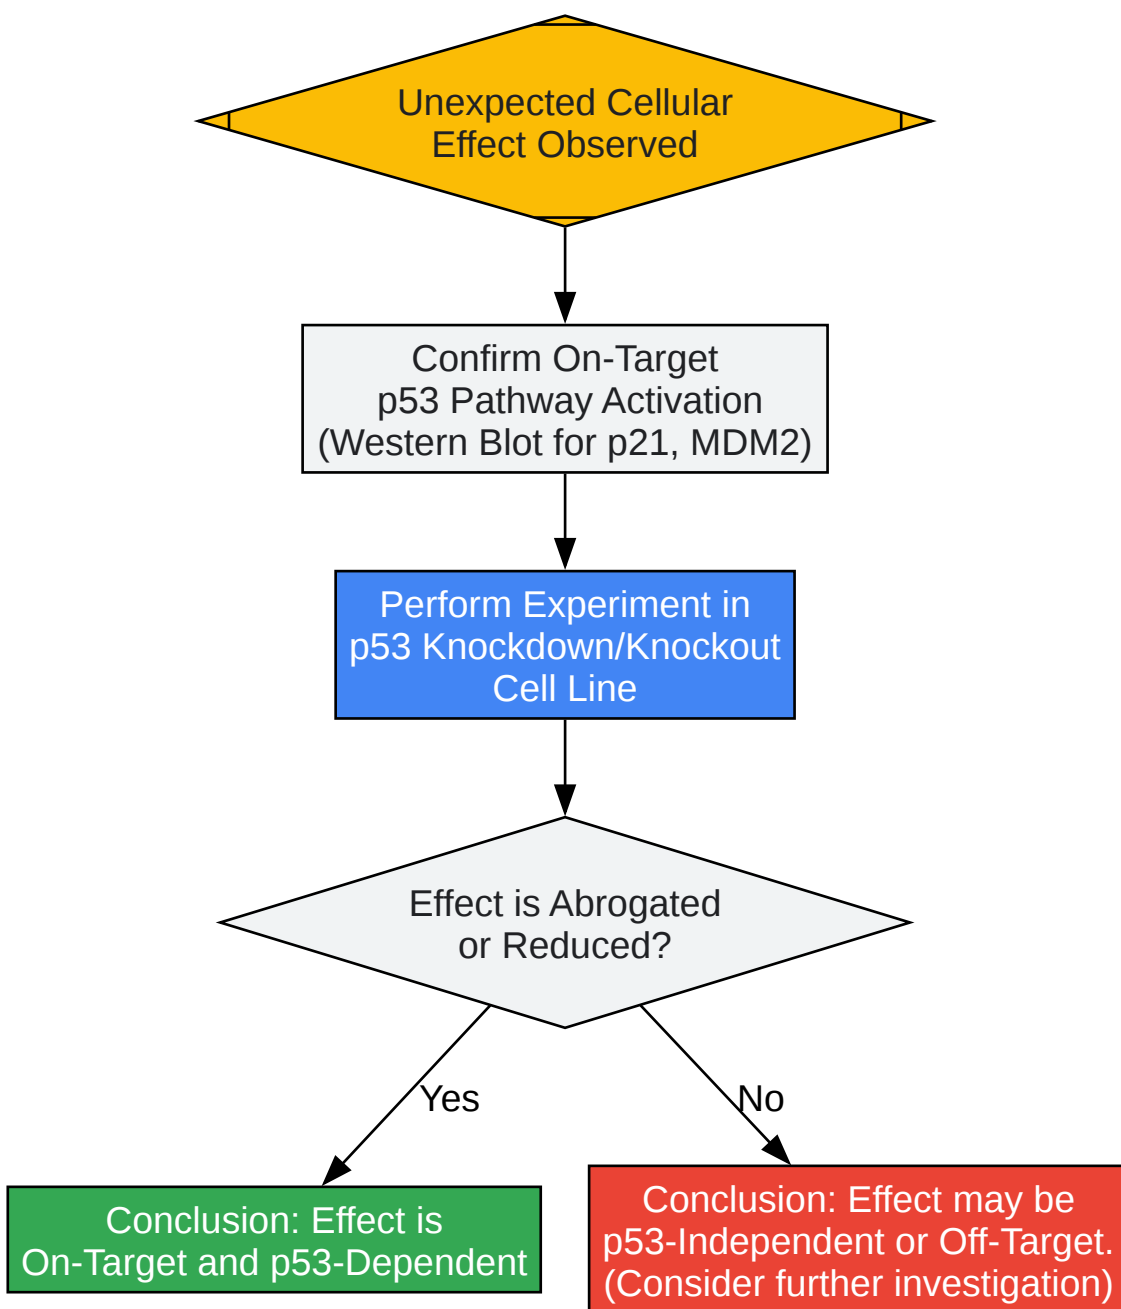 Unexpected Cellular
Effect Observed
Confirm On-Target
p53 Pathway Activation
(Western Blot for p21, MDM2)
Perform Experiment in
p53 Knockdown/Knockout
Cell Line
Effect is Abrogated
or Reduced?
Yes
No
Conclusion: Effect is
On-Target and p53-Dependent
Conclusion: Effect may be
p53-Independent or Off-Target.
(Consider further investigation)